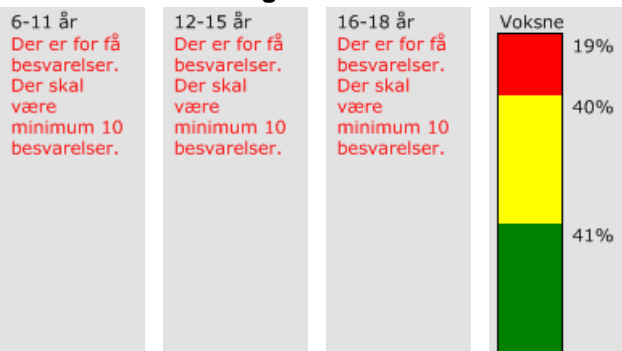 6-11 år
Der er for få
besvarelser.
Der skal
være
minimum 10
besvarelser.
12-15 år
Der er for få
besvarelser.
Der skal
være
minimum 10
besvarelser.
16-18 år
Der er for få
besvarelser.
Der skal
være
minimum 10
besvarelser.
Voksne
19%
40%
41%